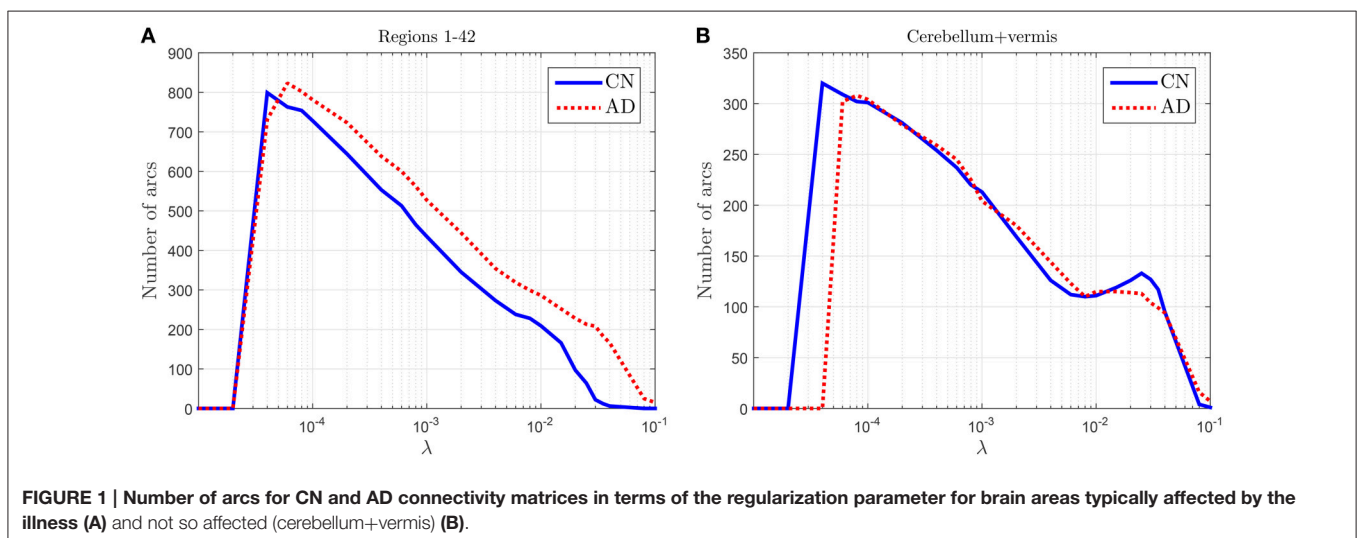 A
Regions 1-42
900
800
700
600
500
400
300
200
100
0
Number of arcs
CN
AD
10-4
10-3
10-2
10-1
λ
B
Cerebellum+vermis
350
300
250
200
150
100
50
0
Number of arcs
CN
AD
10-4
10-3
10-2
10-1
λ
FIGURE 1 | Number of arcs for CN and AD connectivity matrices in terms of the regularization parameter for brain areas typically affected by the
illness (A) and not so affected (cerebellum+vermis) (B).